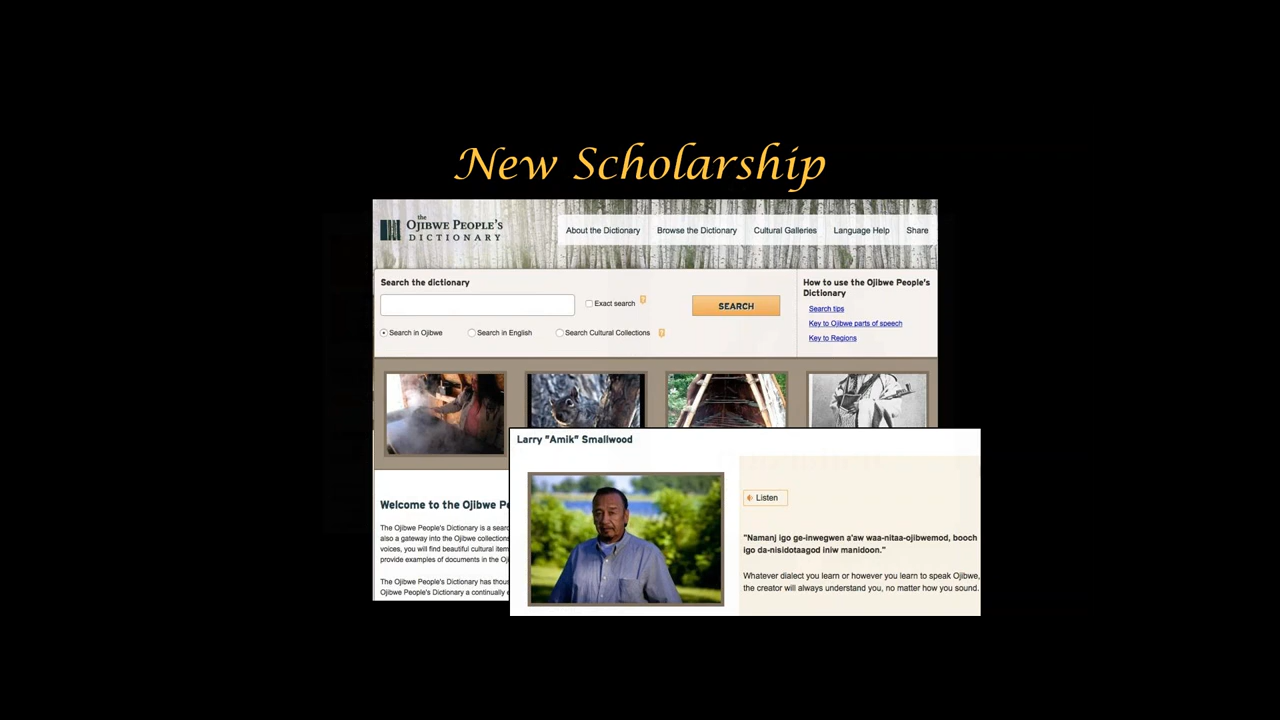 New Scholarship
the
OJIBWE PEOPLE'S
DICTIONARY
About the Dictionary
Browse the Dictionary
Cultural Galleries
Language Help
Share
Search the dictionary
Exact search ?
SEARCH
Search in Ojibwe
Search in English
Search Cultural Collections ?
How to use the Ojibwe People's
Dictionary
Search tips
Key to Ojibwe parts of speech
Key to Regions
Welcome to the Ojibwe Pe
The Ojibwe People's Dictionary is a searc
also a gateway into the Ojibwe collections
voices, you will find beautiful cultural item
provide examples of documents in the Oj
The Ojibwe People's Dictionary has thou
Ojibwe People's Dictionary a continually e
Larry "Amik" Smallwood
Listen
"Namanj igo ge-inwegwen a'aw waa-nitaa-ojibwemod, booch
igo da-nisidotaagod iniw manidoon."
Whatever dialect you learn or however you learn to speak Ojibwe,
the creator will always understand you, no matter how you sound.